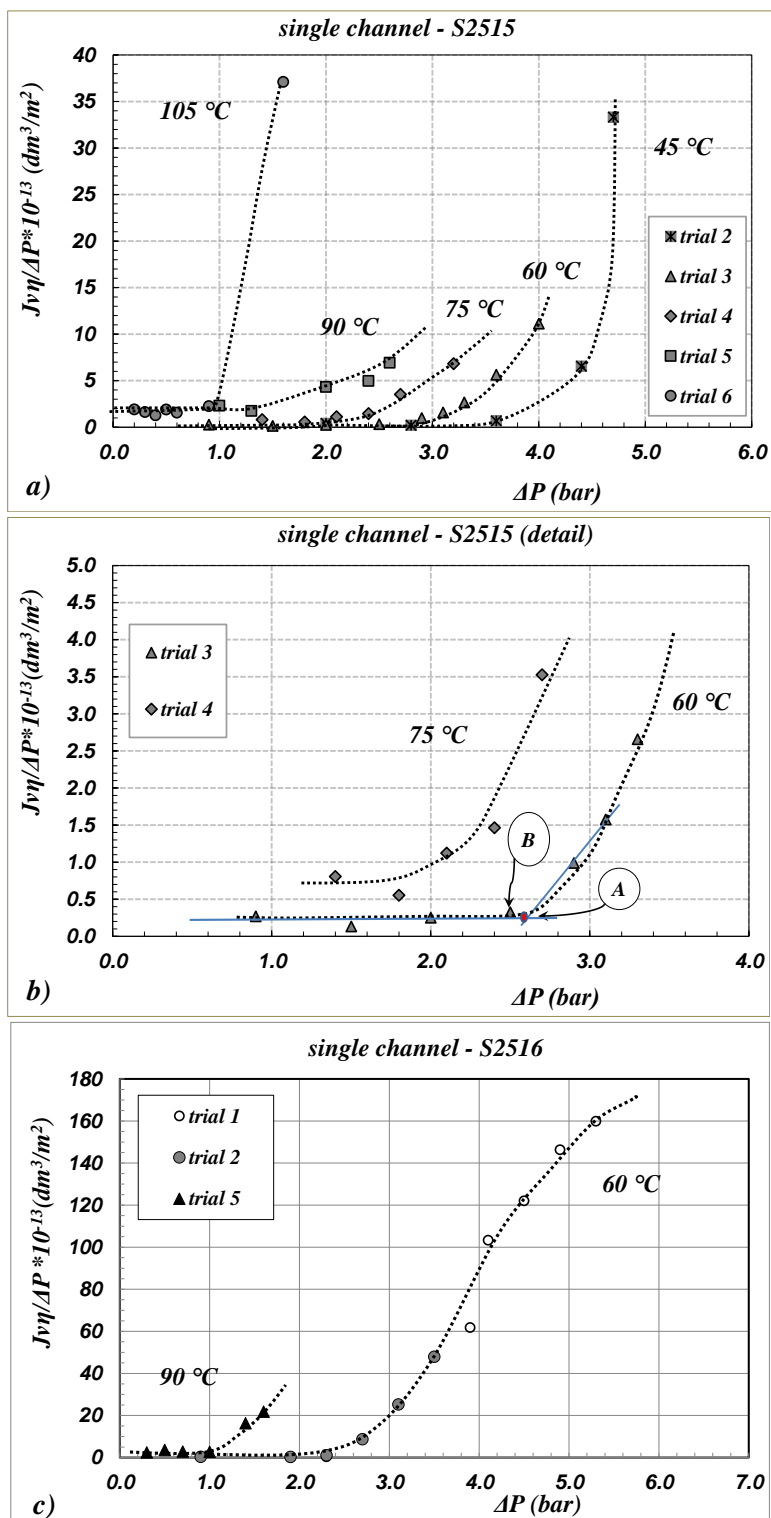 single channel - S2515
Jvη/ΔP*10⁻¹³ (dm³/m²)
40
35
30
25
20
15
10
5
0
105 °C
90 °C
75 °C
60 °C
45 °C
trial 2
trial 3
trial 4
trial 5
trial 6
0.0 1.0 2.0 3.0 4.0 5.0 6.0
a)
ΔP (bar)
single channel - S2515 (detail)
Jvη/ΔP*10⁻¹³(dm³/m²)
5.0
4.5
4.0
3.5
3.0
2.5
2.0
1.5
1.0
0.5
0.0
trial 3
trial 4
75 °C
60 °C
B
A
0.0 1.0 2.0 3.0 4.0
b)
ΔP (bar)
single channel - S2516
Jvη/ΔP *10⁻¹³(dm³/m²)
180
160
140
120
100
80
60
40
20
0
trial 1
trial 2
trial 5
60 °C
90 °C
0.0 1.0 2.0 3.0 4.0 5.0 6.0 7.0
c)
ΔP (bar)